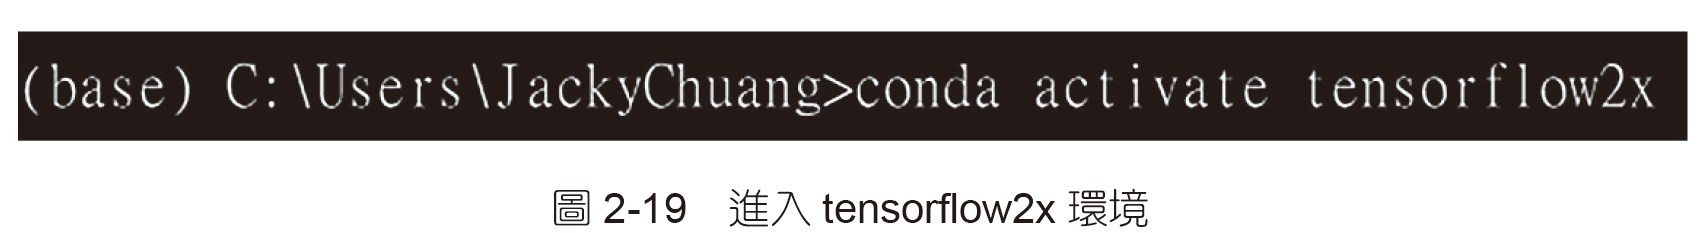 (base) C:\Users\JackyChuang>conda activate tensorflow2x
圖 2-19　進入 tensorflow2x 環境